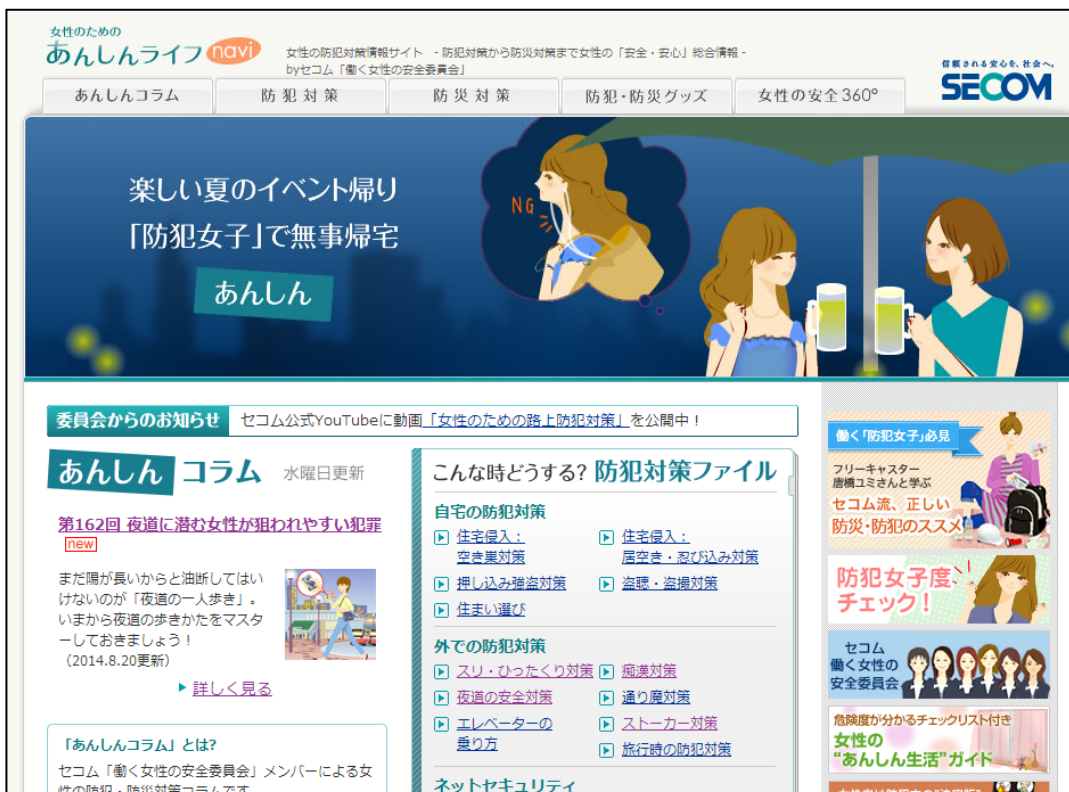 女性のための
あんしんライフnavi
女性の防犯対策情報サイト - 防犯対策から防災対策まで女性の「安全・安心」総合情報 -
byセコム「働く女性の安全委員会」
信頼される安心を、社会へ。
SECOM
あんしんコラム
防犯対策
防災対策
防犯・防災グッズ
女性の安全360°
楽しい夏のイベント帰り
「防犯女子」で無事帰宅
あんしん
NG
委員会からのお知らせ
セコム公式YouTubeに動画「女性のための路上防犯対策」を公開中！
あんしんコラム 水曜日更新
第162回 夜道に潜む女性が狙われやすい犯罪
new
まだ陽が長いからと油断してはい
けないのが「夜道の一人歩き」。
いまから夜道の歩きかたをマスタ
ーしておきましょう！
（2014.8.20更新）
詳しく見る
「あんしんコラム」とは?
セコム「働く女性の安全委員会」メンバーによる女
性の防犯・防災対策コラムです
こんな時どうする? 防犯対策ファイル
自宅の防犯対策
住宅侵入：
空き巣対策
住宅侵入：
居空き・忍び込み対策
押し込み強盗対策
盗聴・盗撮対策
住まい選び
外での防犯対策
スリ・ひったくり対策
痴漢対策
夜道の安全対策
通り魔対策
エレベーターの
乗り方
ストーカー対策
旅行時の防犯対策
ネットセキュリティ
働く「防犯女子」必見
フリーキャスター
唐橋ユミさんと学ぶ
セコム流、正しい
防災・防犯のススメ
防犯女子度、
チェック！
セコム
働く女性の
安全委員会
危険度が分かるチェックリスト付き
女性の
“あんしん生活”ガイド